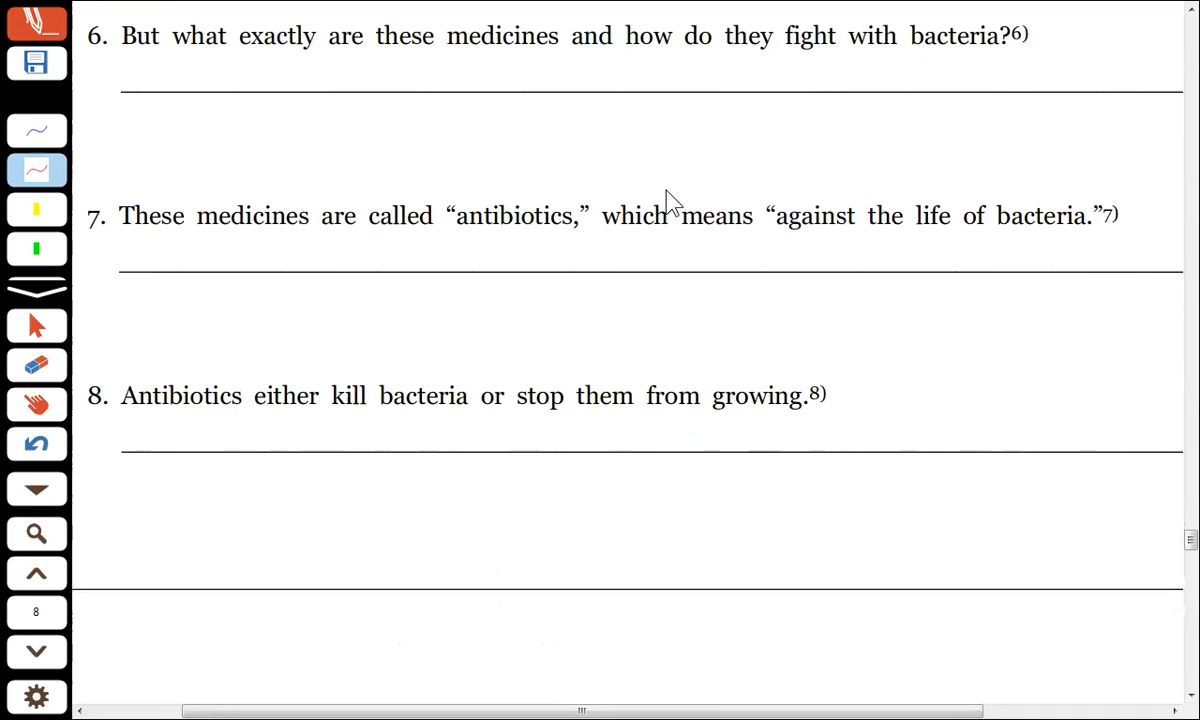 6. But what exactly are these medicines and how do they fight with bacteria?6)
7. These medicines are called “antibiotics,” which means “against the life of bacteria.”7)
8. Antibiotics either kill bacteria or stop them from growing.8)
8